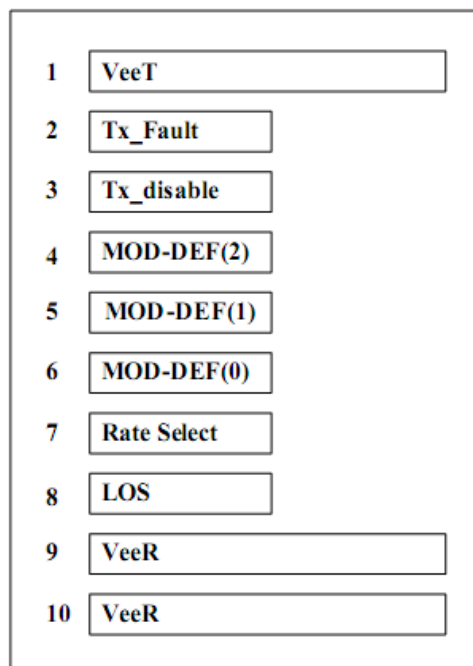 1 VeeT
2 Tx_Fault
3 Tx_disable
4 MOD-DEF(2)
5 MOD-DEF(1)
6 MOD-DEF(0)
7 Rate Select
8 LOS
9 VeeR
10 VeeR